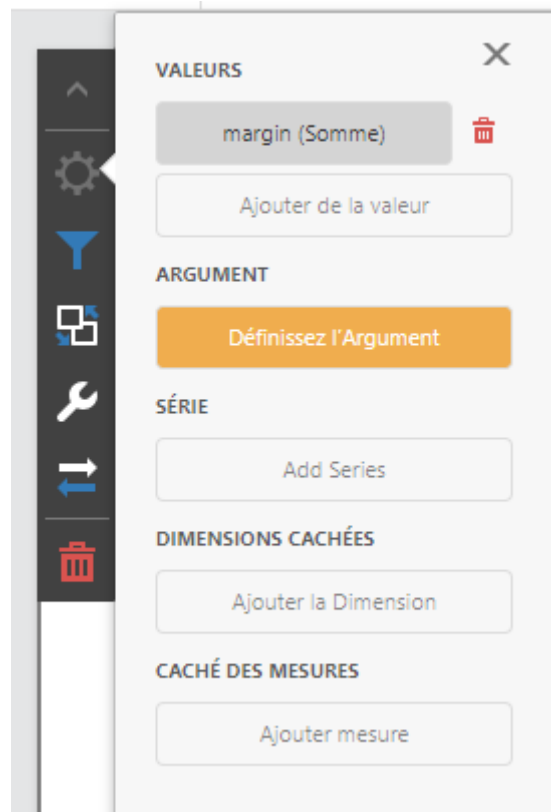 VALEURS
margin (Somme)
Ajouter de la valeur
ARGUMENT
Définissez l'Argument
SÉRIE
Add Series
DIMENSIONS CACHÉES
Ajouter la Dimension
CACHÉ DES MESURES
Ajouter mesure